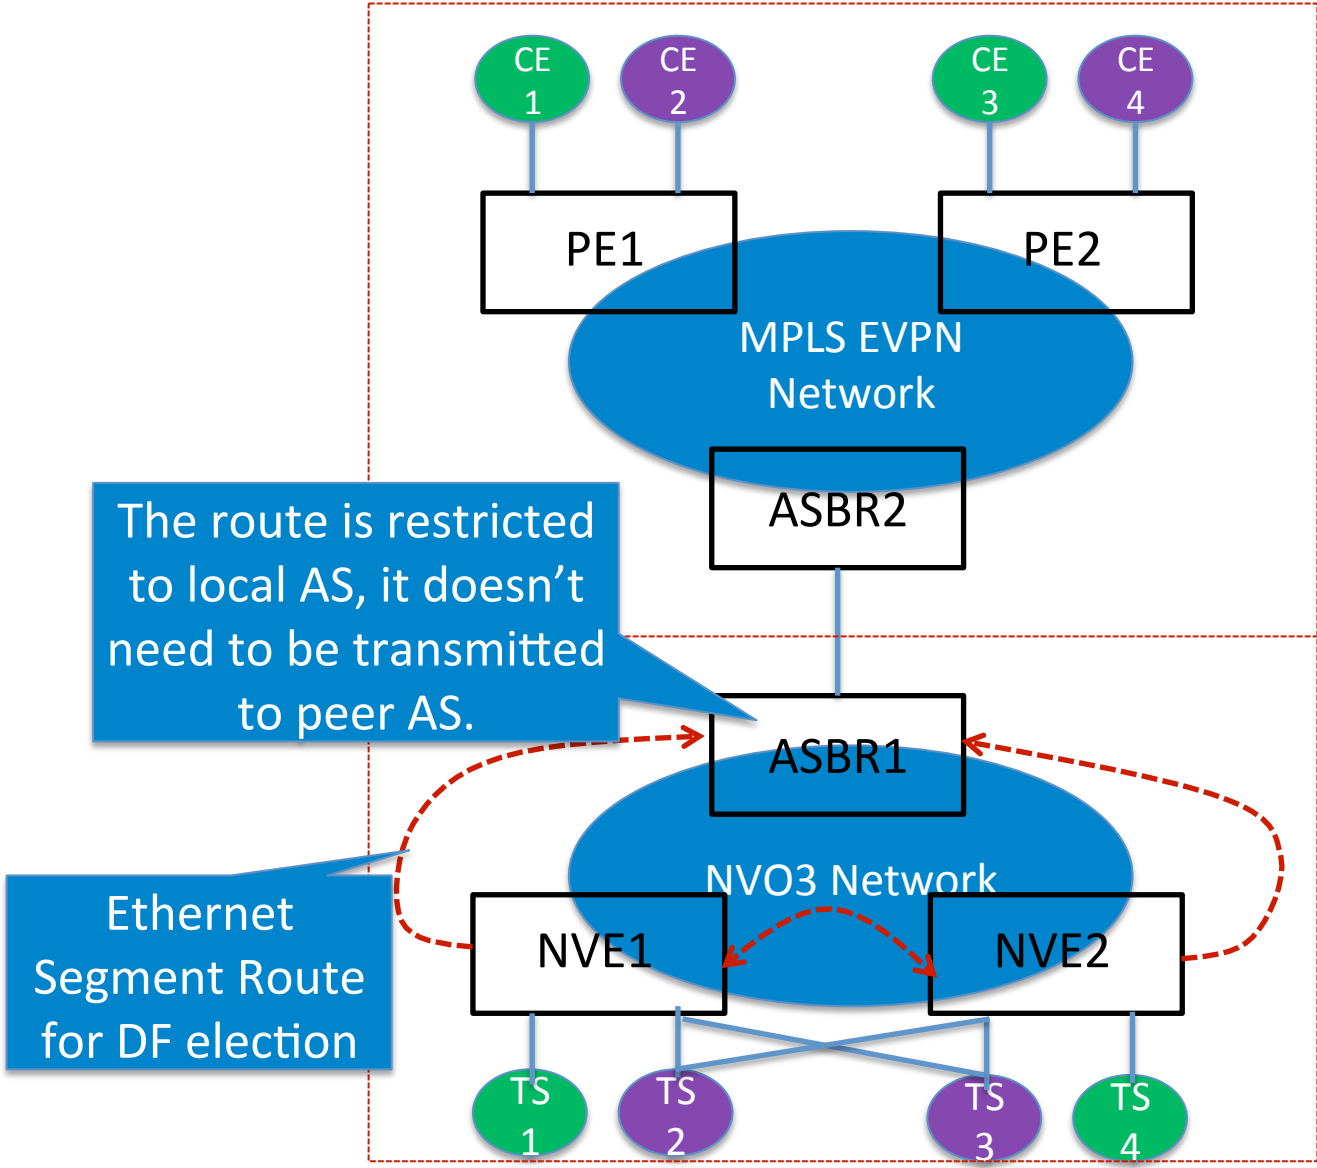 CE
1
CE
2
CE
3
CE
4
PE1
PE2
MPLS EVPN
Network
ASBR2
The route is restricted
to local AS, it doesn’t
need to be transmitted
to peer AS.
ASBR1
NVO3 Network
Ethernet
Segment Route
for DF election
NVE1
NVE2
TS
1
TS
2
TS
3
TS
4